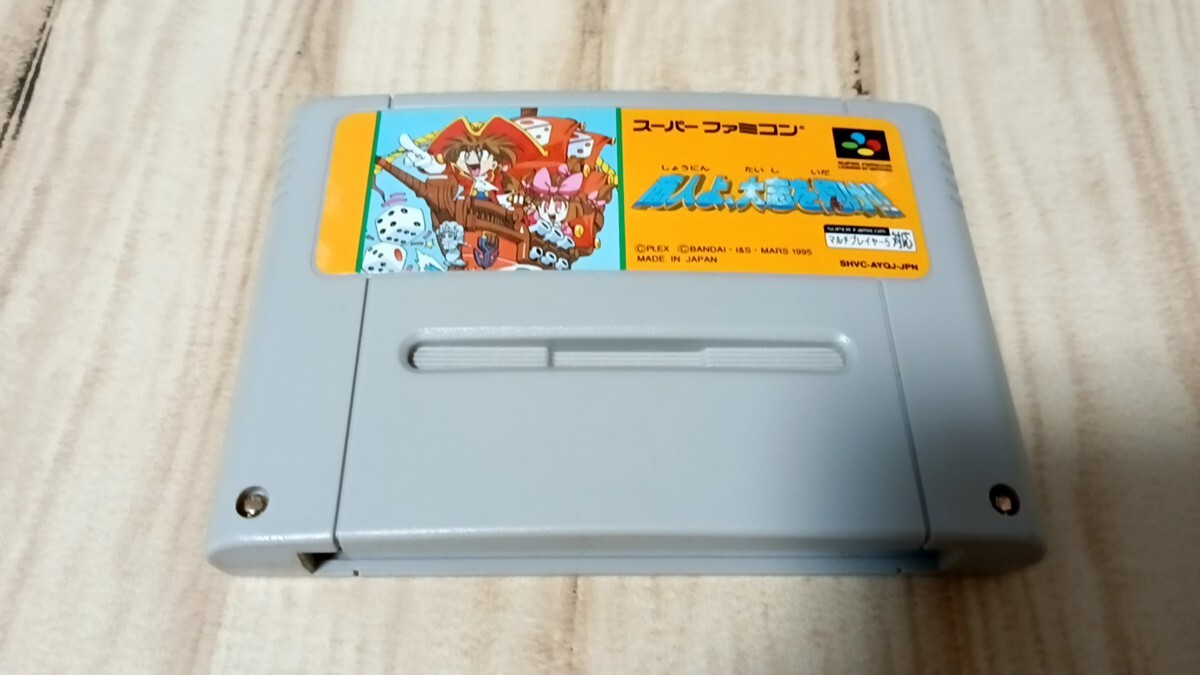 スーパーファミコン®
しょうにん たいし いだ
商人よ、大志を抱け!!
SUPER FAMICOM
マルチプレイヤー5対応
©PLEX ©BANDAI・I&S・MARS 1995
MADE IN JAPAN
SHVC-AYQJ-JPN